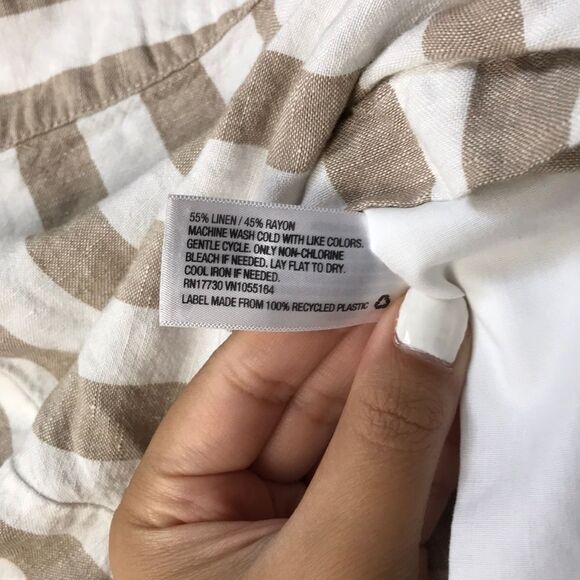 55% LINEN / 45% RAYON
MACHINE WASH COLD WITH LIKE COLORS.
GENTLE CYCLE. ONLY NON-CHLORINE
BLEACH IF NEEDED. LAY FLAT TO DRY.
COOL IRON IF NEEDED.
RN17730 VN1055164
LABEL MADE FROM 100% RECYCLED PLASTIC